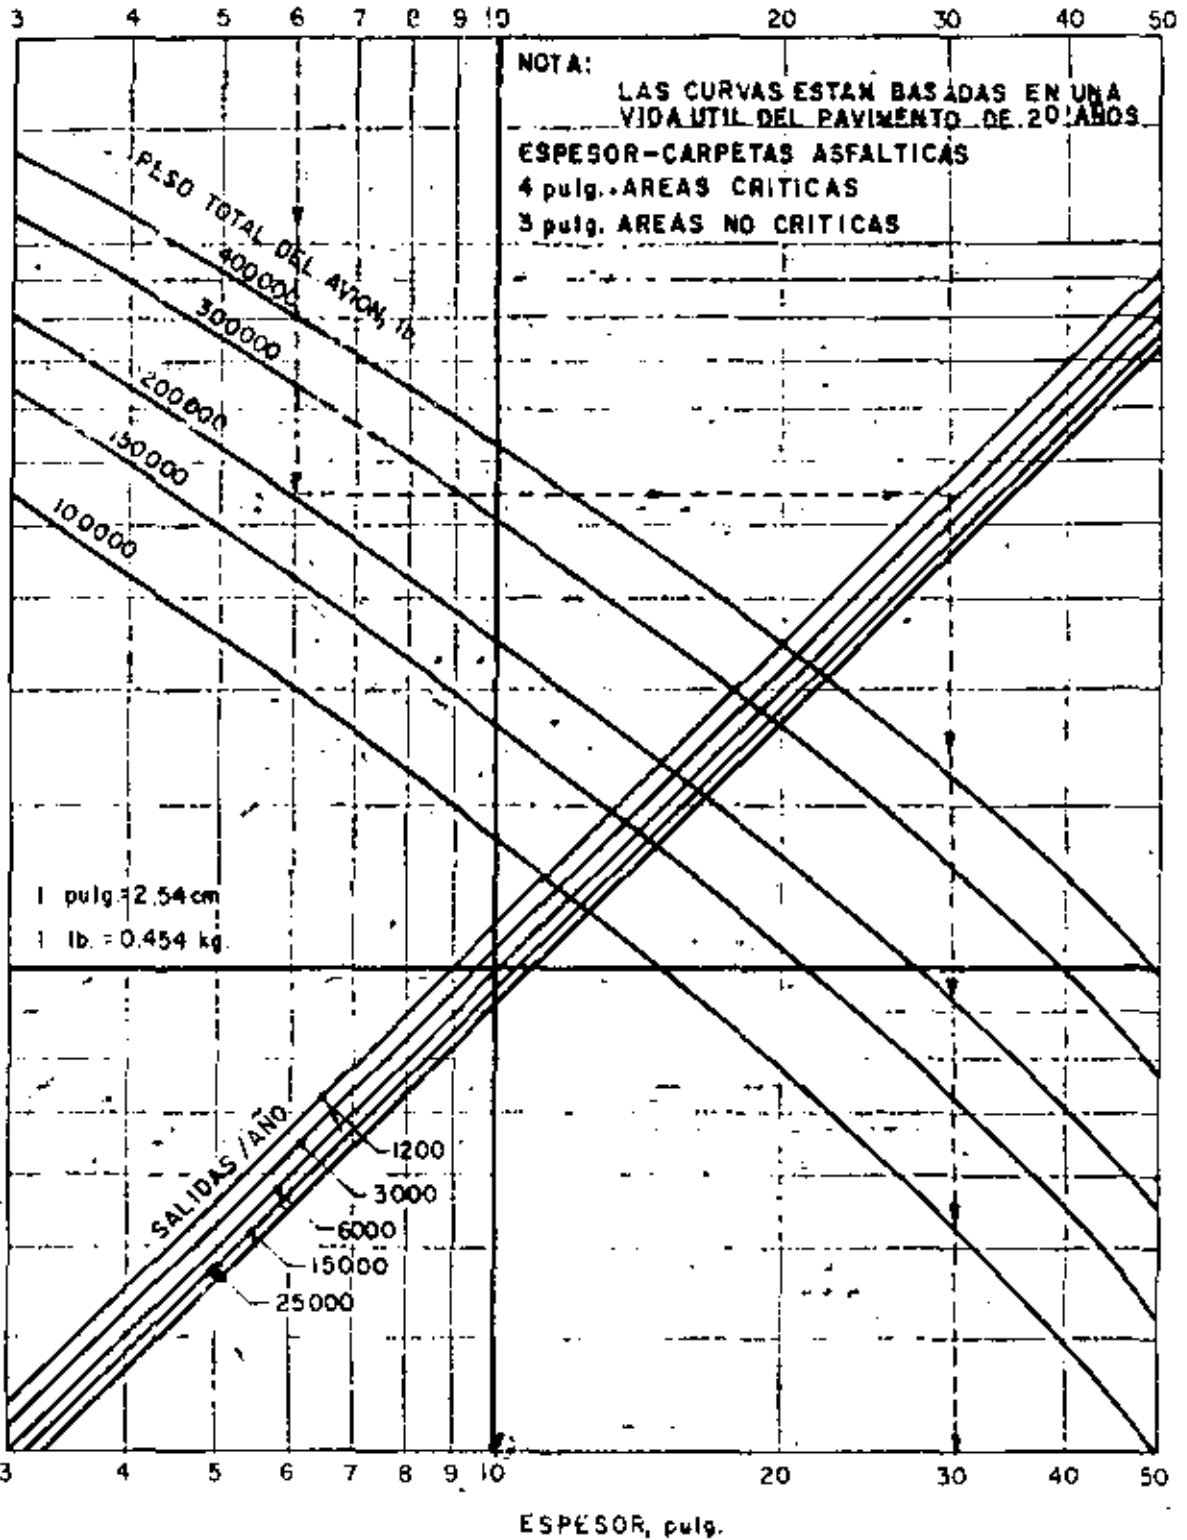 3 4 5 6 7 8 9 10 20 30 40 50
NOTA:
LAS CURVAS ESTAN BASADAS EN UNA
VIDA UTIL DEL PAVIMENTO DE 20 AÑOS
ESPESOR-CARPETAS ASFALTICAS
4 pulg. AREAS CRITICAS
3 pulg. AREAS NO CRITICAS
PESO TOTAL DEL AVION, lb
400000
300000
200000
150000
100000
1 pulg = 2.54 cm
1 lb. = 0.454 kg.
SALIDAS /AÑO
1200
3000
6000
15000
25000
3 4 5 6 7 8 9 10 20 30 40 50
ESPESOR, pulg.